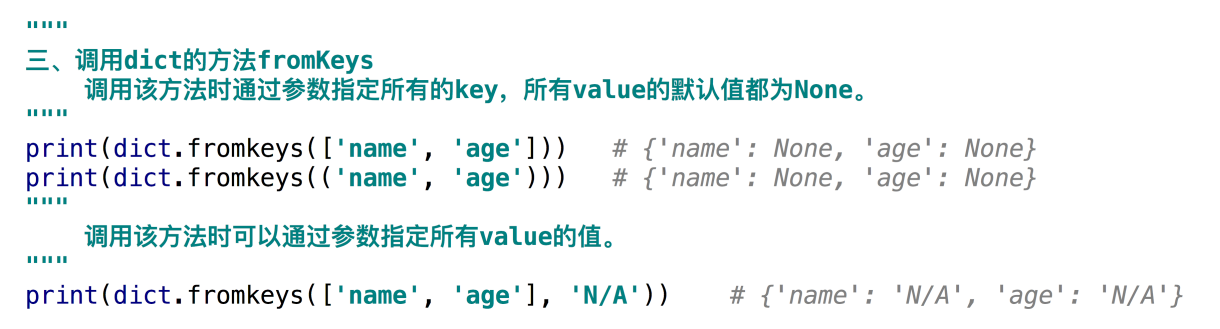 """
三、调用dict的方法fromKeys
    调用该方法时通过参数指定所有的key，所有value的默认值都为None。
"""
print(dict.fromkeys(['name', 'age']))   # {'name': None, 'age': None}
print(dict.fromkeys(('name', 'age')))   # {'name': None, 'age': None}
"""
    调用该方法时可以通过参数指定所有value的值。
"""
print(dict.fromkeys(['name', 'age'], 'N/A'))    # {'name': 'N/A', 'age': 'N/A'}